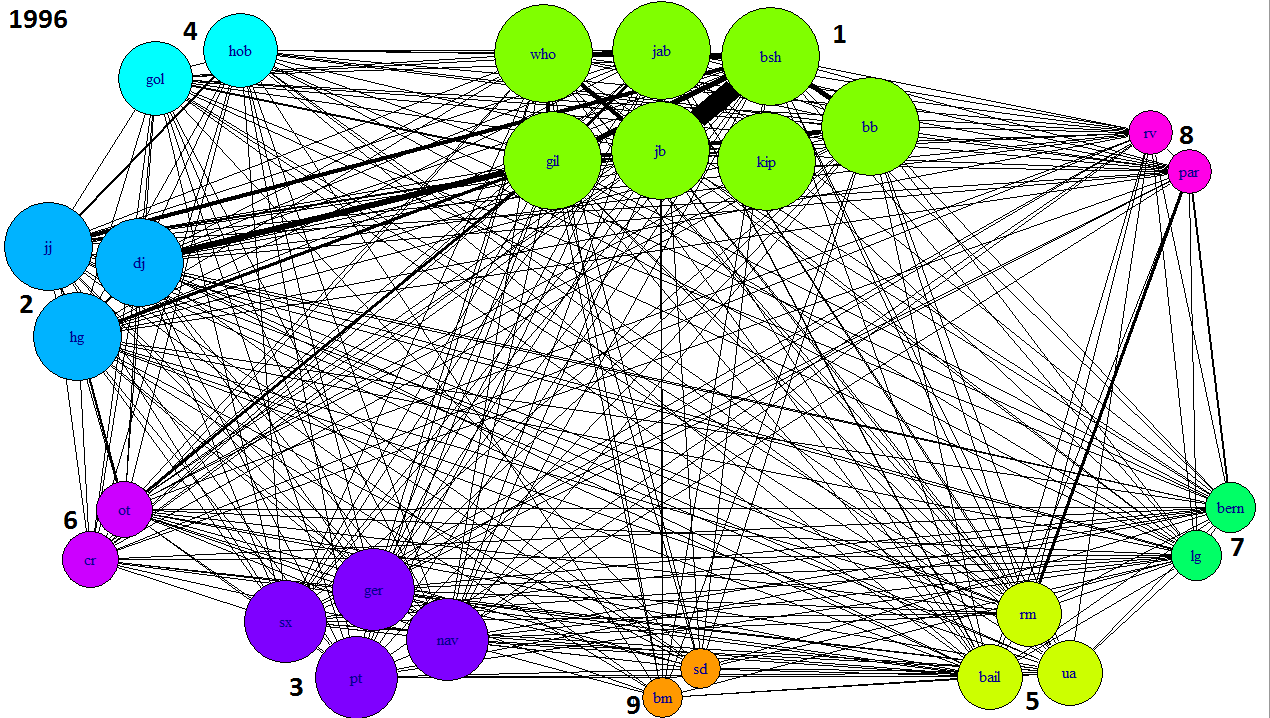 1996
4
hob
gol
who
jab
bsh
1
gil
jb
kip
bb
rv
8
par
jj
dj
2
hg
6
ot
cr
sx
ger
nav
pt
3
sd
bm
9
rm
bail
ua
5
bern
lg
7